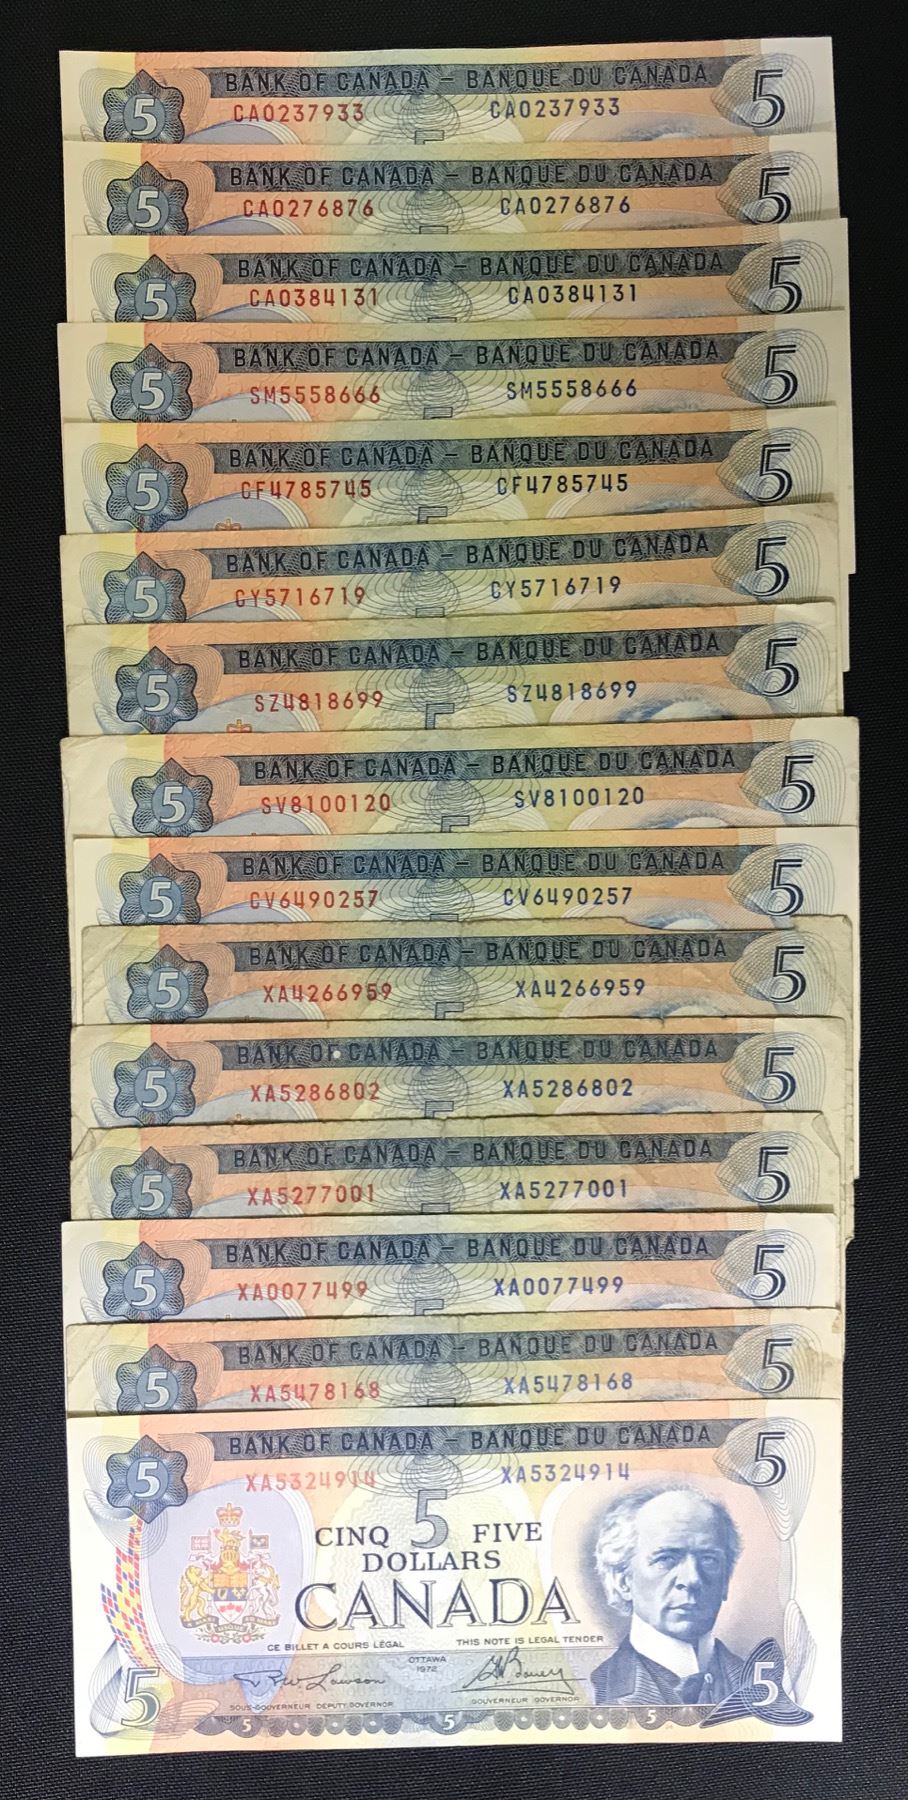 BANK OF CANADA – BANQUE DU CANADA
5 CA0237933 CA0237933 5
BANK OF CANADA – BANQUE DU CANADA
5 CA0276876 CA0276876 5
BANK OF CANADA – BANQUE DU CANADA
5 CA0384131 CA0384131 5
BANK OF CANADA – BANQUE DU CANADA
5 SM5558666 SM5558666 5
BANK OF CANADA – BANQUE DU CANADA
5 CF4785745 CF4785745 5
BANK OF CANADA – BANQUE DU CANADA
5 CY5716719 CY5716719 5
BANK OF CANADA – BANQUE DU CANADA
5 SZ4818699 SZ4818699 5
BANK OF CANADA – BANQUE DU CANADA
5 SV8100120 SV8100120 5
BANK OF CANADA – BANQUE DU CANADA
5 CV6490257 CV6490257 5
BANK OF CANADA – BANQUE DU CANADA
5 XA4266959 XA4266959 5
BANK OF CANADA – BANQUE DU CANADA
5 XA5286802 XA5286802 5
BANK OF CANADA – BANQUE DU CANADA
5 XA5277001 XA5277001 5
BANK OF CANADA – BANQUE DU CANADA
5 XA0077499 XA0077499 5
BANK OF CANADA – BANQUE DU CANADA
5 XA5478168 XA5478168 5
BANK OF CANADA – BANQUE DU CANADA
5 XA5324914 XA5324914 5
CINQ 5 FIVE
DOLLARS
CANADA
CE BILLET A COURS LÉGAL THIS NOTE IS LEGAL TENDER
OTTAWA
1972
R.W. Lawson G.K. Bouey
SOUS-GOUVERNEUR DEPUTY GOVERNOR GOUVERNEUR GOVERNOR
5 5 5 5 5